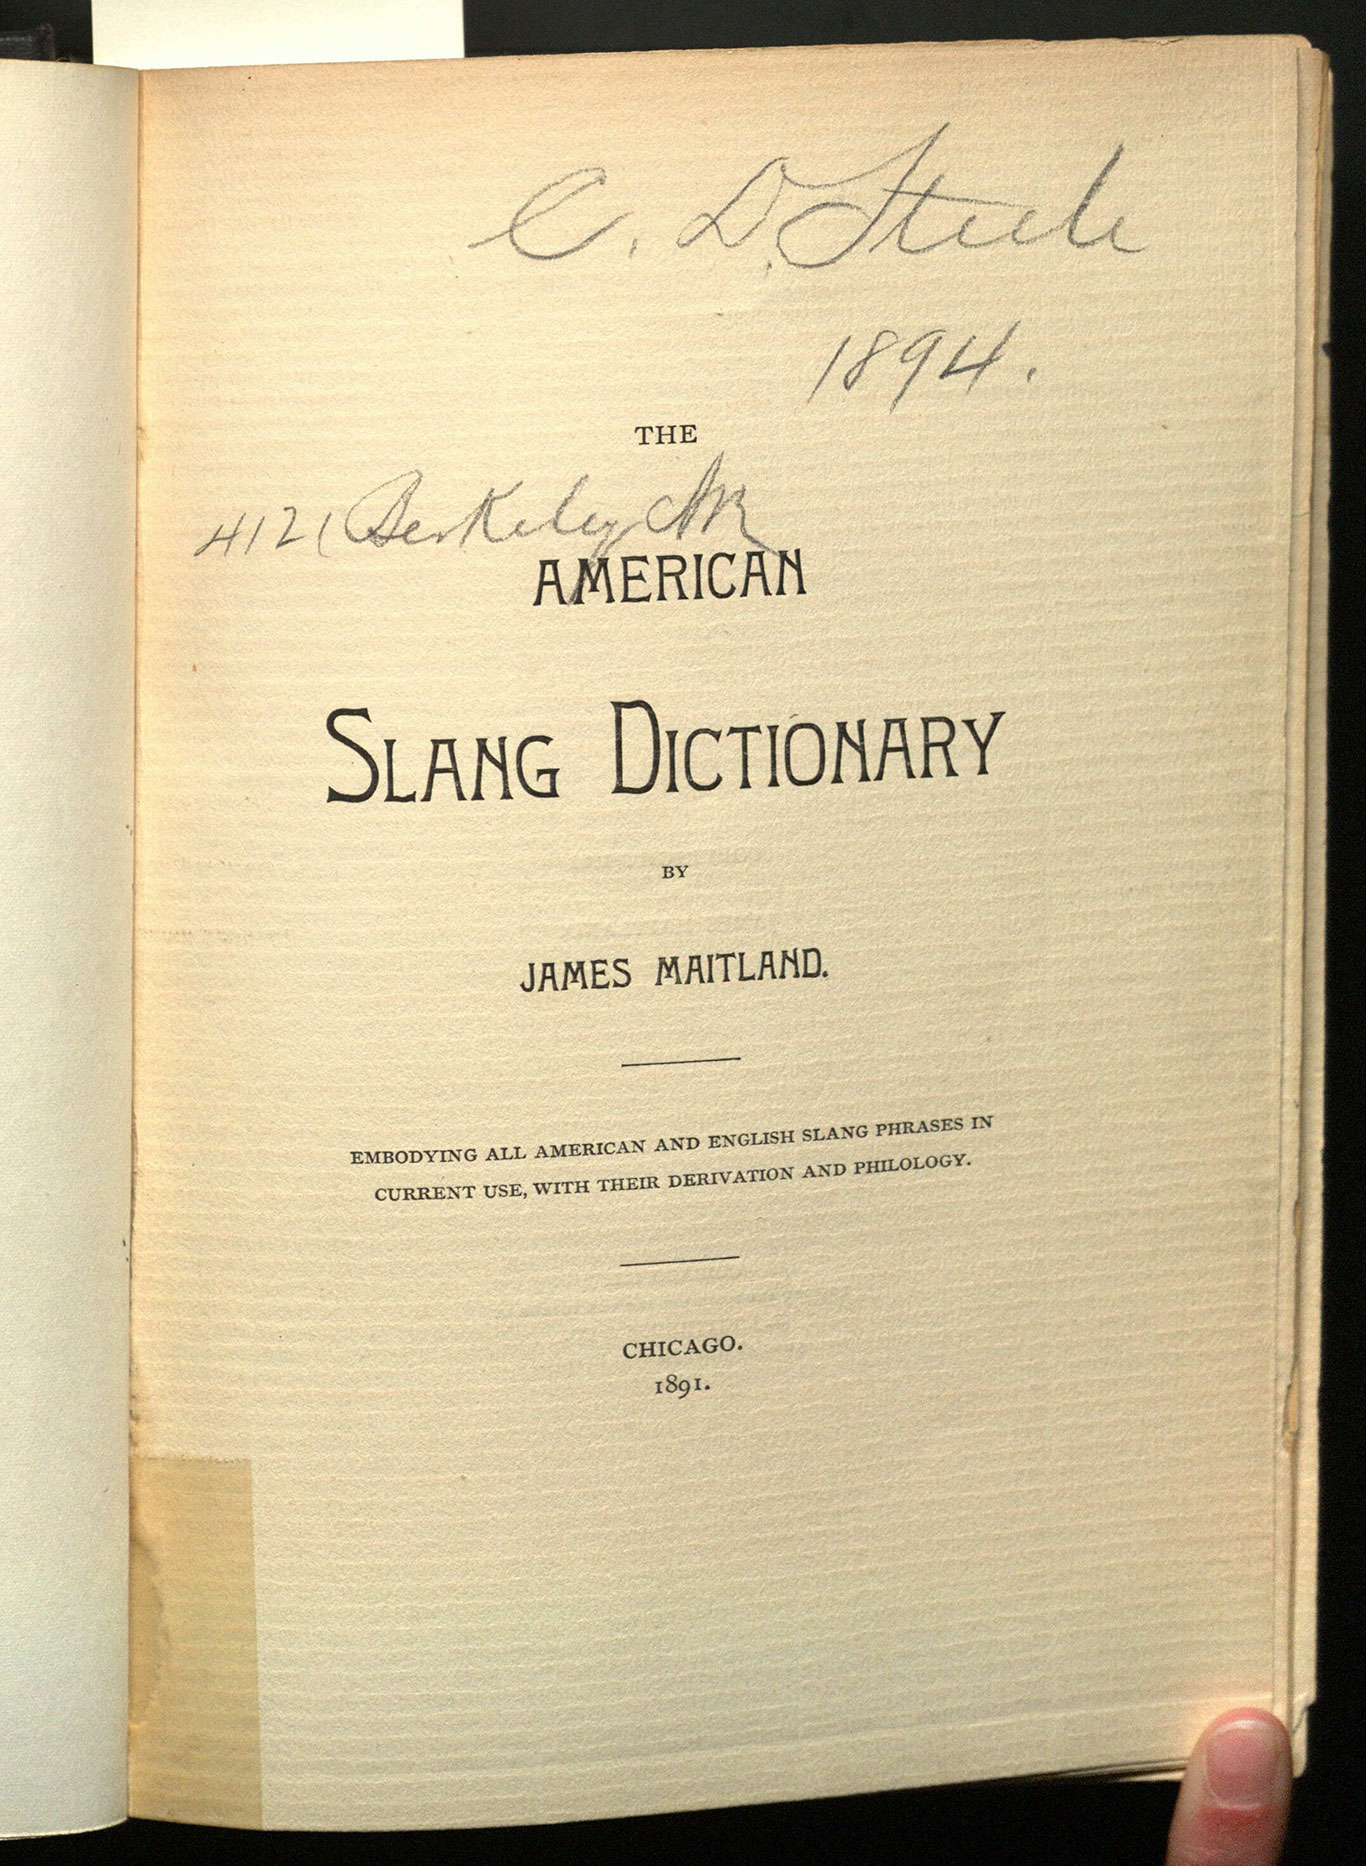 C. D. Steele
1894.
THE
4121 Berkeley Av
AMERICAN
SLANG DICTIONARY
BY
JAMES MAITLAND.
EMBODYING ALL AMERICAN AND ENGLISH SLANG PHRASES IN
CURRENT USE, WITH THEIR DERIVATION AND PHILOLOGY.
CHICAGO.
1891.